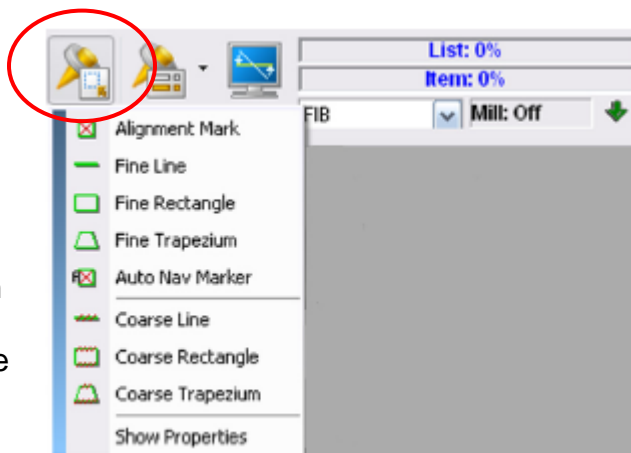 List: 0%
Item: 0%
FIB
Mill: Off
Alignment Mark
Fine Line
Fine Rectangle
Fine Trapezium
Auto Nav Marker
Coarse Line
Coarse Rectangle
Coarse Trapezium
Show Properties
e